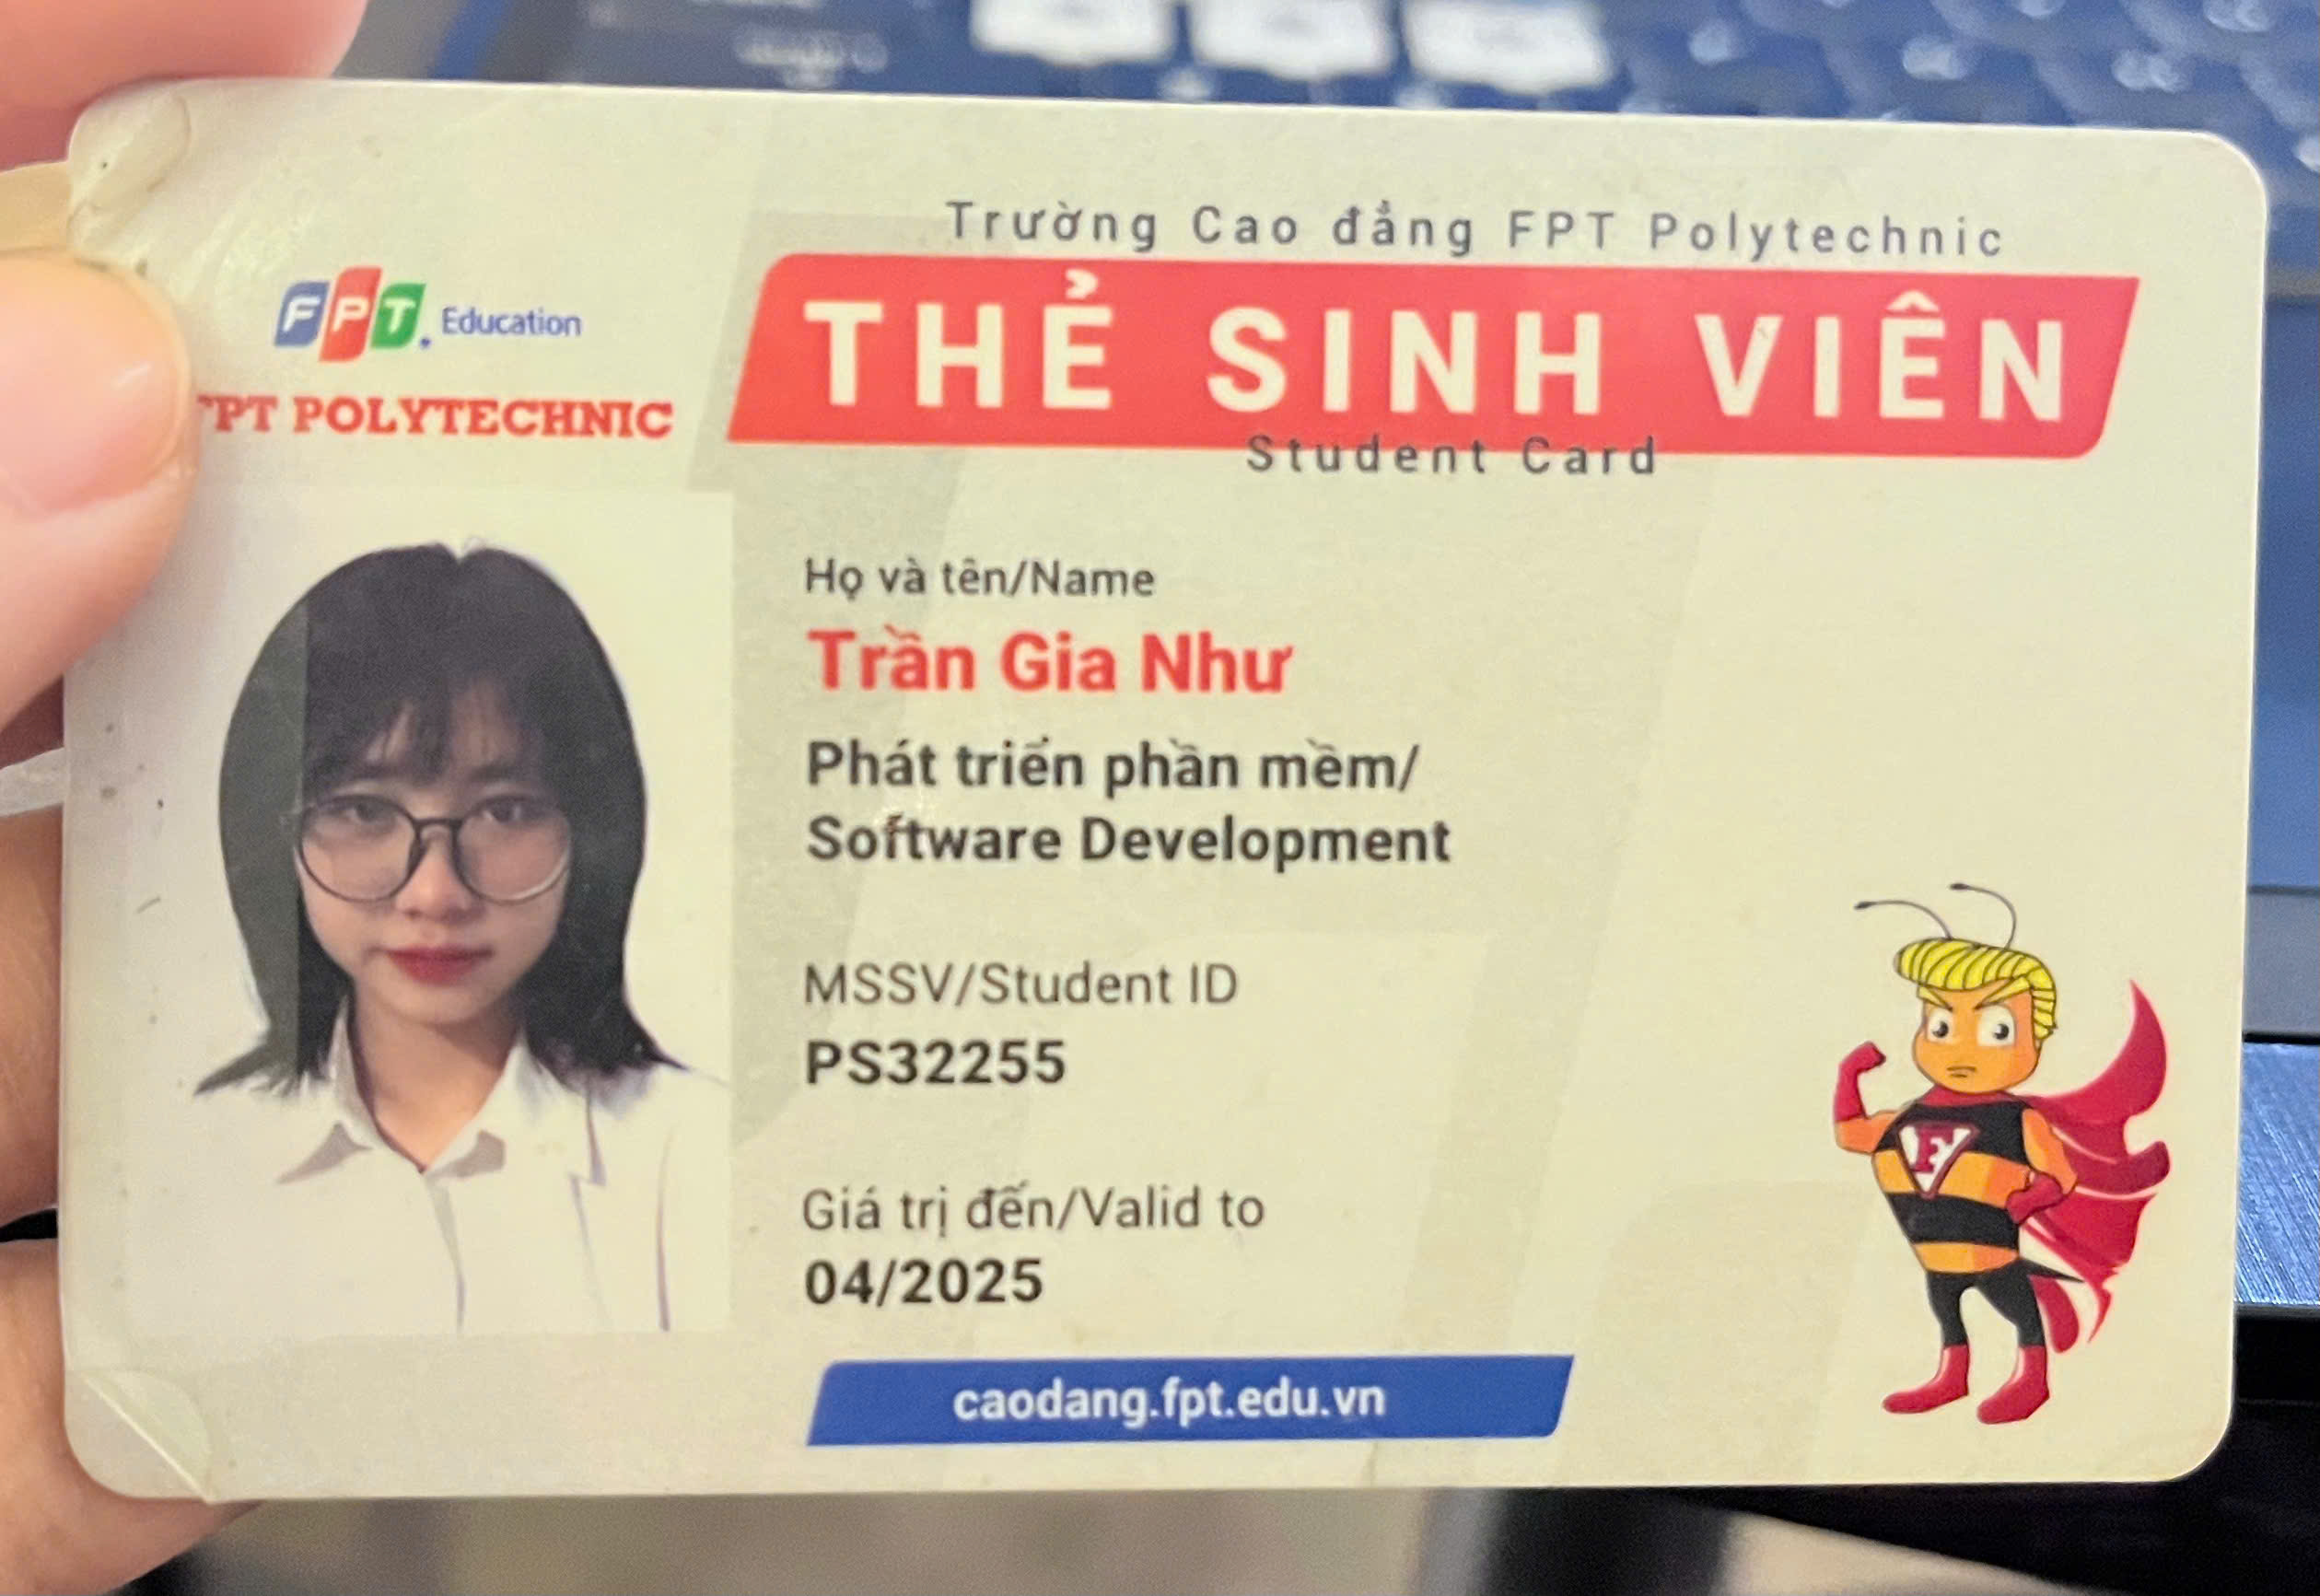 Trường Cao đẳng FPT Polytechnic
FPT. Education
THẺ SINH VIÊN
FPT POLYTECHNIC
Student Card
Họ và tên/Name
Trần Gia Như
Phát triển phần mềm/
Software Development
MSSV/Student ID
PS32255
Giá trị đến/Valid to
04/2025
caodang.fpt.edu.vn